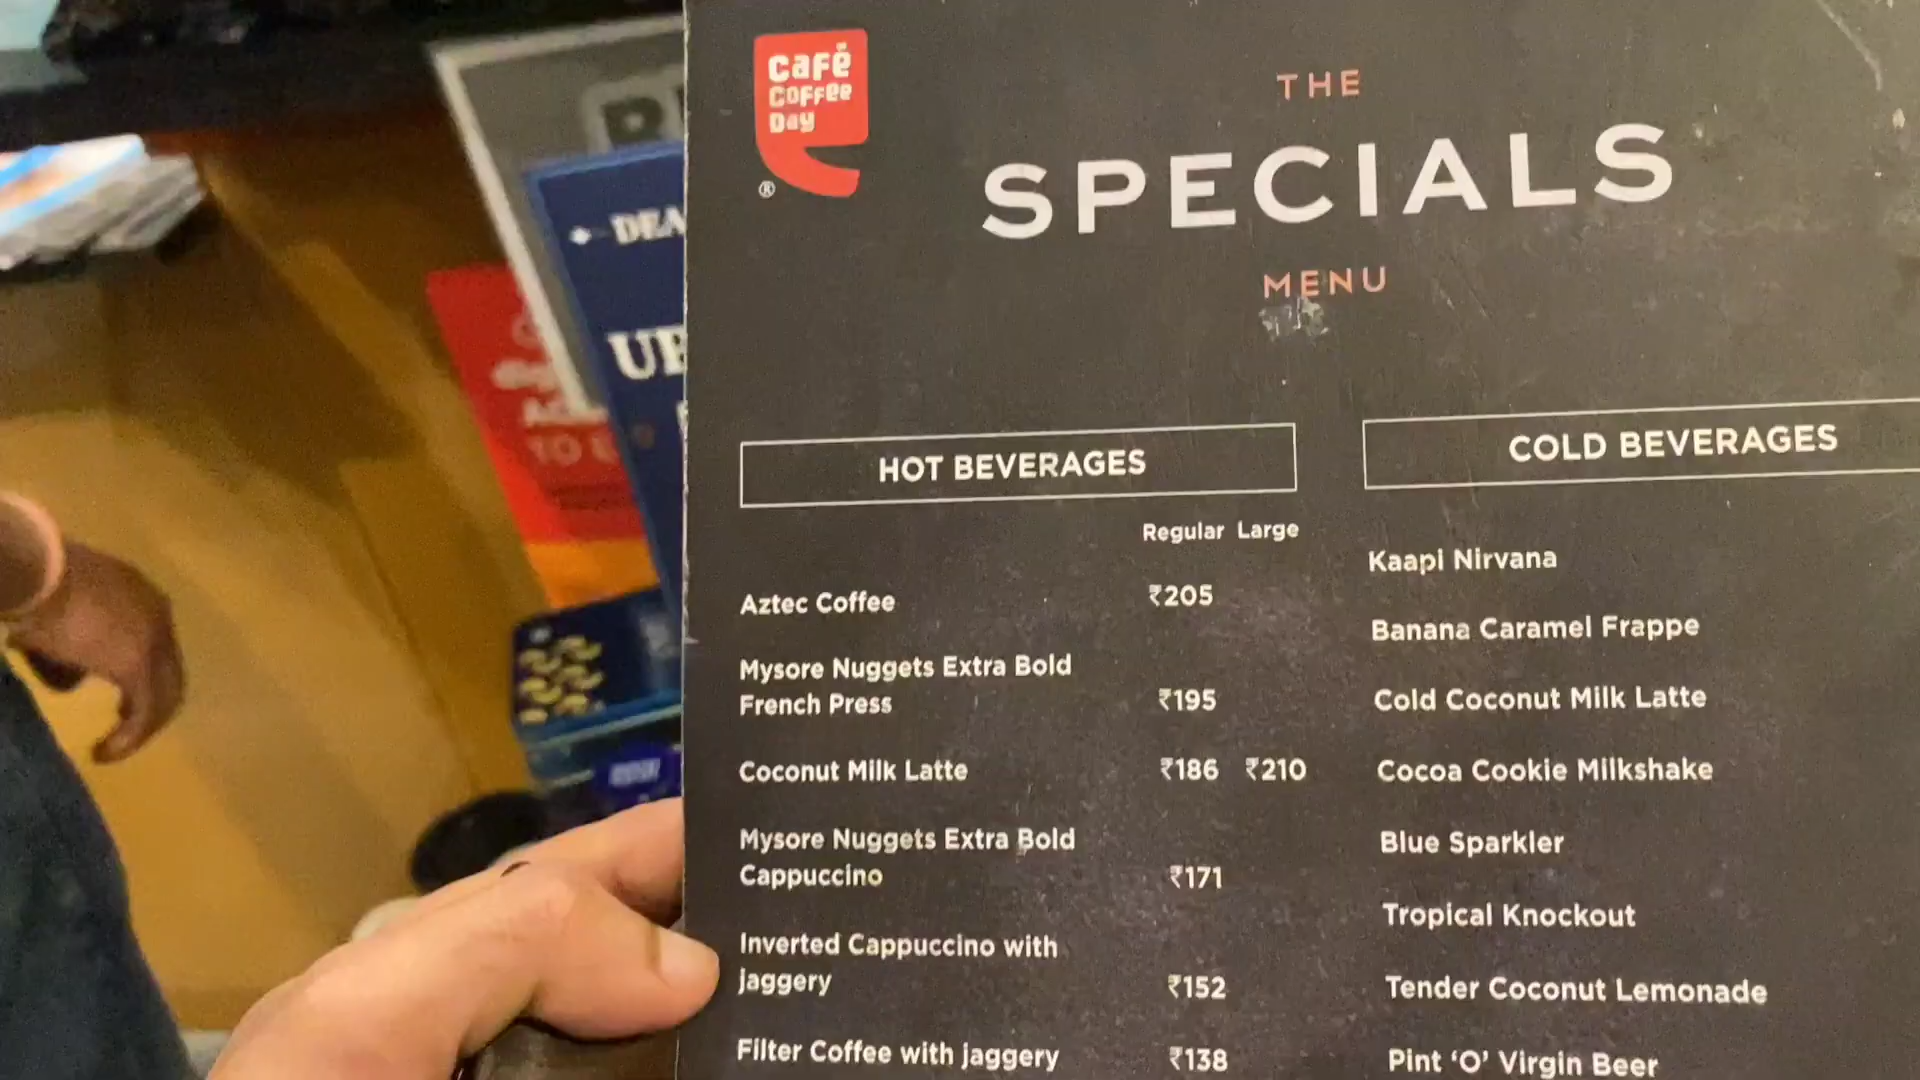 Café
Coffee
Day
®
THE
SPECIALS
MENU
HOT BEVERAGES
Regular Large
Aztec Coffee ₹205
Mysore Nuggets Extra Bold
French Press ₹195
Coconut Milk Latte ₹186 ₹210
Mysore Nuggets Extra Bold
Cappuccino ₹171
Inverted Cappuccino with
jaggery ₹152
Filter Coffee with jaggery ₹138
COLD BEVERAGES
Kaapi Nirvana
Banana Caramel Frappe
Cold Coconut Milk Latte
Cocoa Cookie Milkshake
Blue Sparkler
Tropical Knockout
Tender Coconut Lemonade
Pint ‘O’ Virgin Beer
TO